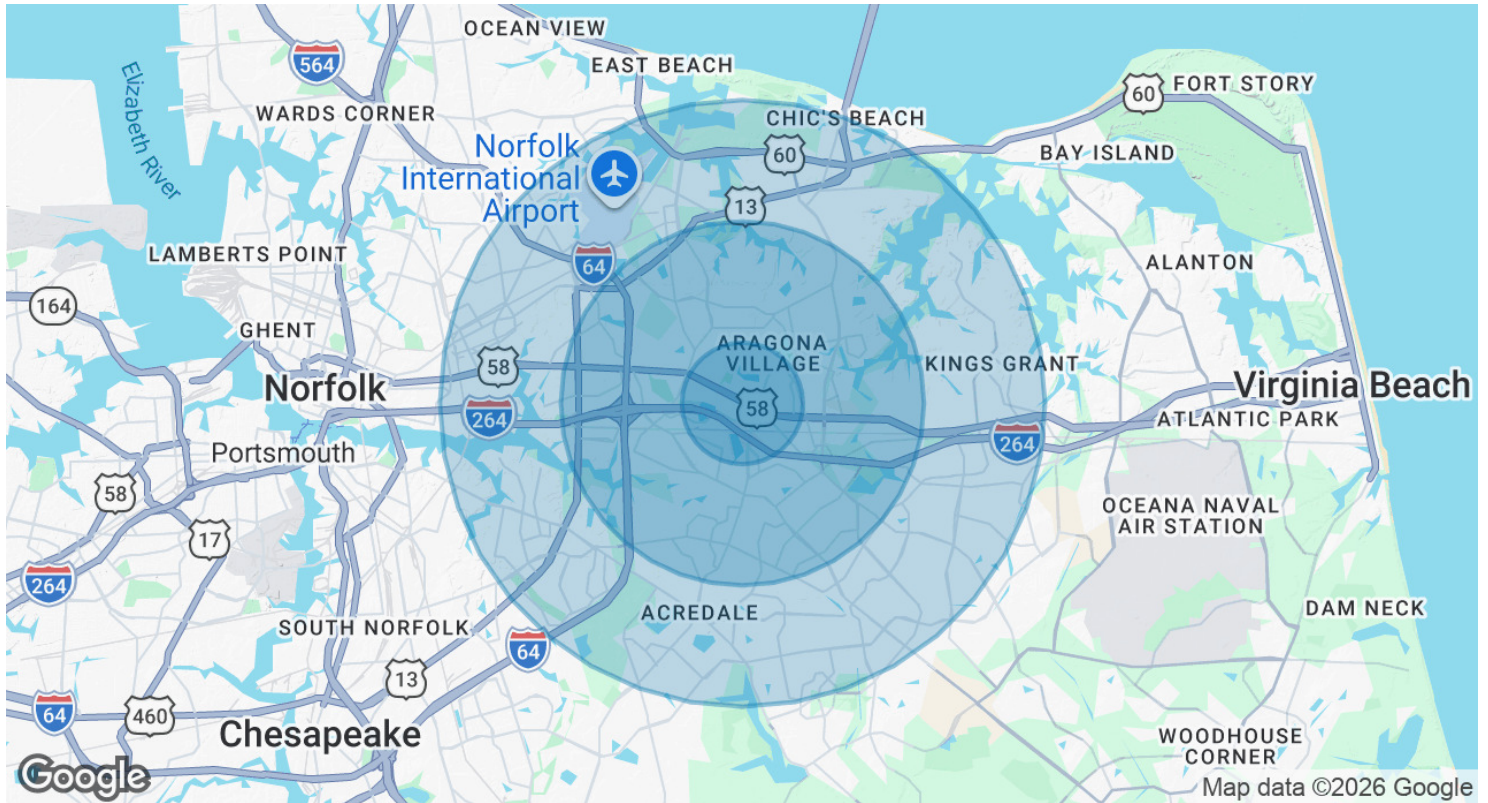 OCEAN VIEW
564
EAST BEACH
60
FORT STORY
Elizabeth River
WARDS CORNER
CHIC'S BEACH
60
BAY ISLAND
Norfolk
International
Airport
13
LAMBERTS POINT
64
ALANTON
164
GHENT
ARAGONA
VILLAGE
58
KINGS GRANT
Norfolk
Virginia Beach
264
58
ATLANTIC PARK
264
Portsmouth
58
OCEANA NAVAL
AIR STATION
17
264
ACREDALE
DAM NECK
SOUTH NORFOLK
64
13
64
460
Chesapeake
WOODHOUSE
CORNER
Google
Map data ©2026 Google